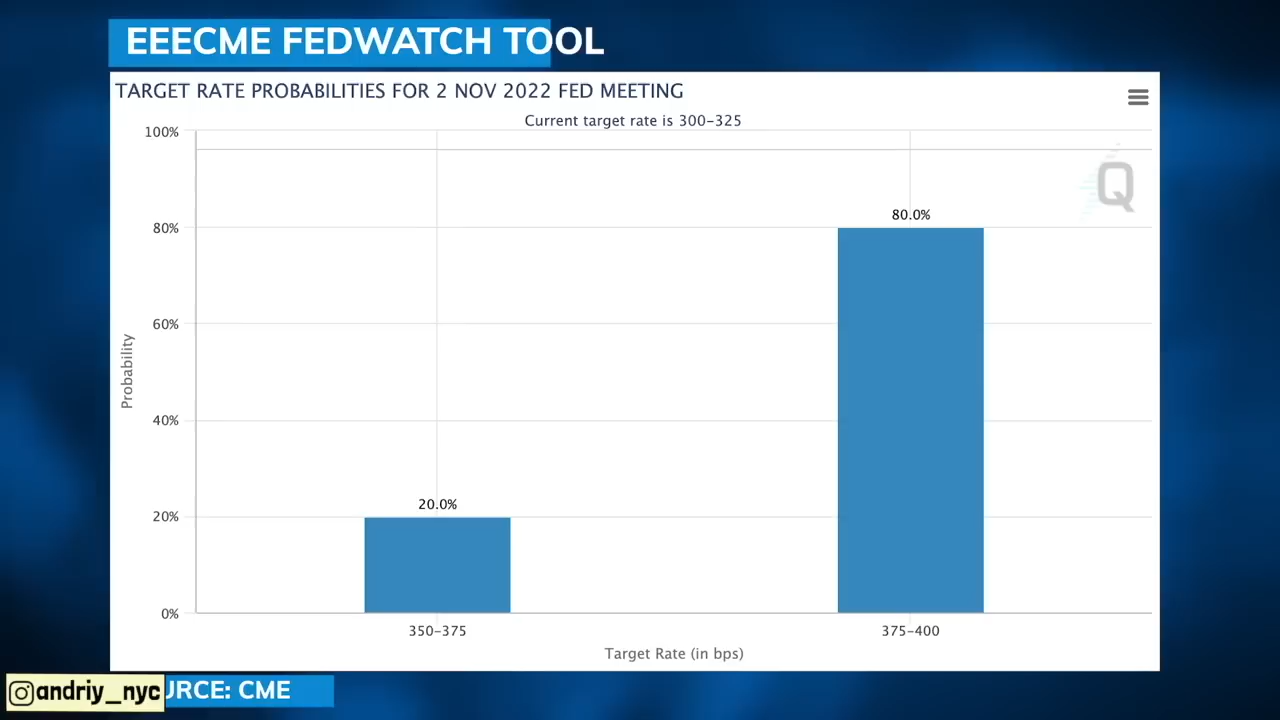 EEECME FEDWATCH TOOL
TARGET RATE PROBABILITIES FOR 2 NOV 2022 FED MEETING
Current target rate is 300-325
100%
80%
60%
40%
20%
0%
Probability
20.0%
80.0%
Q
350-375
375-400
Target Rate (in bps)
andriy_nyc
URCE: CME